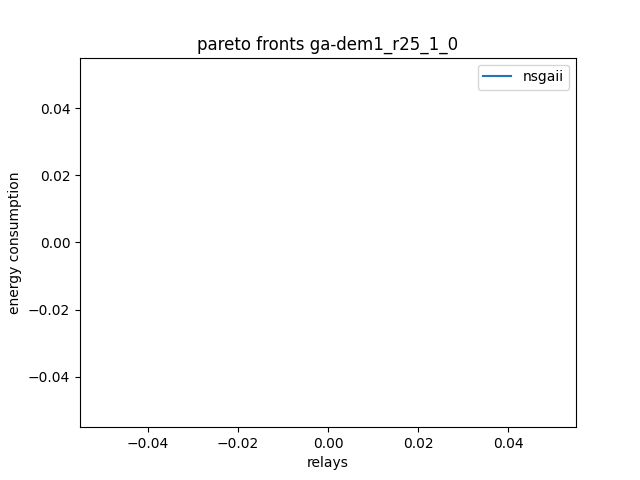 pareto fronts ga-dem1_r25_1_0
nsgaii
energy consumption
0.04
0.02
0.00
−0.02
−0.04
−0.04 −0.02 0.00 0.02 0.04
relays